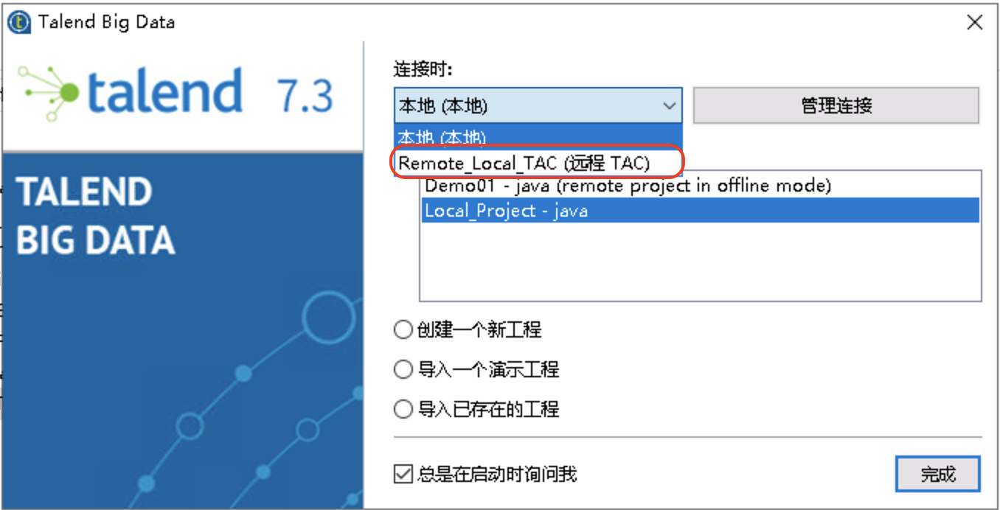 Talend Big Data
talend 7.3
TALEND
BIG DATA
连接时:
本地 (本地)
管理连接
本地 (本地)
Remote_Local_TAC (远程 TAC)
Demo01 - java (remote project in offline mode)
Local_Project - java
创建一个新工程
导入一个演示工程
导入已存在的工程
总是在启动时询问我
完成